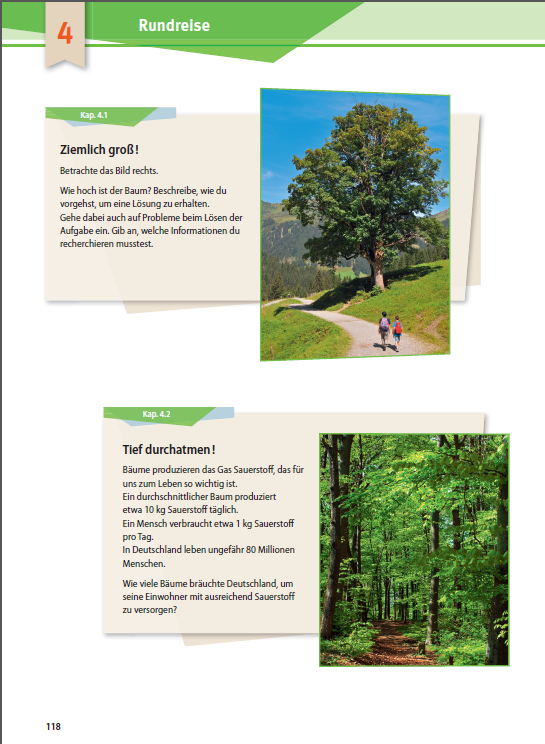 4
Rundreise
Kap. 4.1
Ziemlich groß!
Betrachte das Bild rechts.
Wie hoch ist der Baum? Beschreibe, wie du
vorgehst, um eine Lösung zu erhalten.
Gehe dabei auch auf Probleme beim Lösen der
Aufgabe ein. Gib an, welche Informationen du
recherchieren musstest.
Kap. 4.2
Tief durchatmen!
Bäume produzieren das Gas Sauerstoff, das für
uns zum Leben so wichtig ist.
Ein durchschnittlicher Baum produziert
etwa 10 kg Sauerstoff täglich.
Ein Mensch verbraucht etwa 1 kg Sauerstoff
pro Tag.
In Deutschland leben ungefähr 80 Millionen
Menschen.
Wie viele Bäume bräuchte Deutschland, um
seine Einwohner mit ausreichend Sauerstoff
zu versorgen?
118